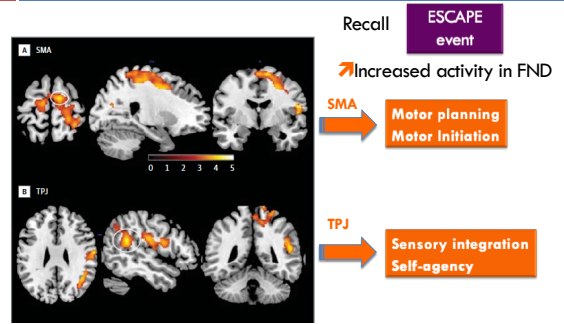 Recall
ESCAPE
event
Increased activity in FND
A SMA
0 1 2 3 4 5
SMA
Motor planning
Motor Initiation
B TPJ
TPJ
Sensory integration
Self-agency